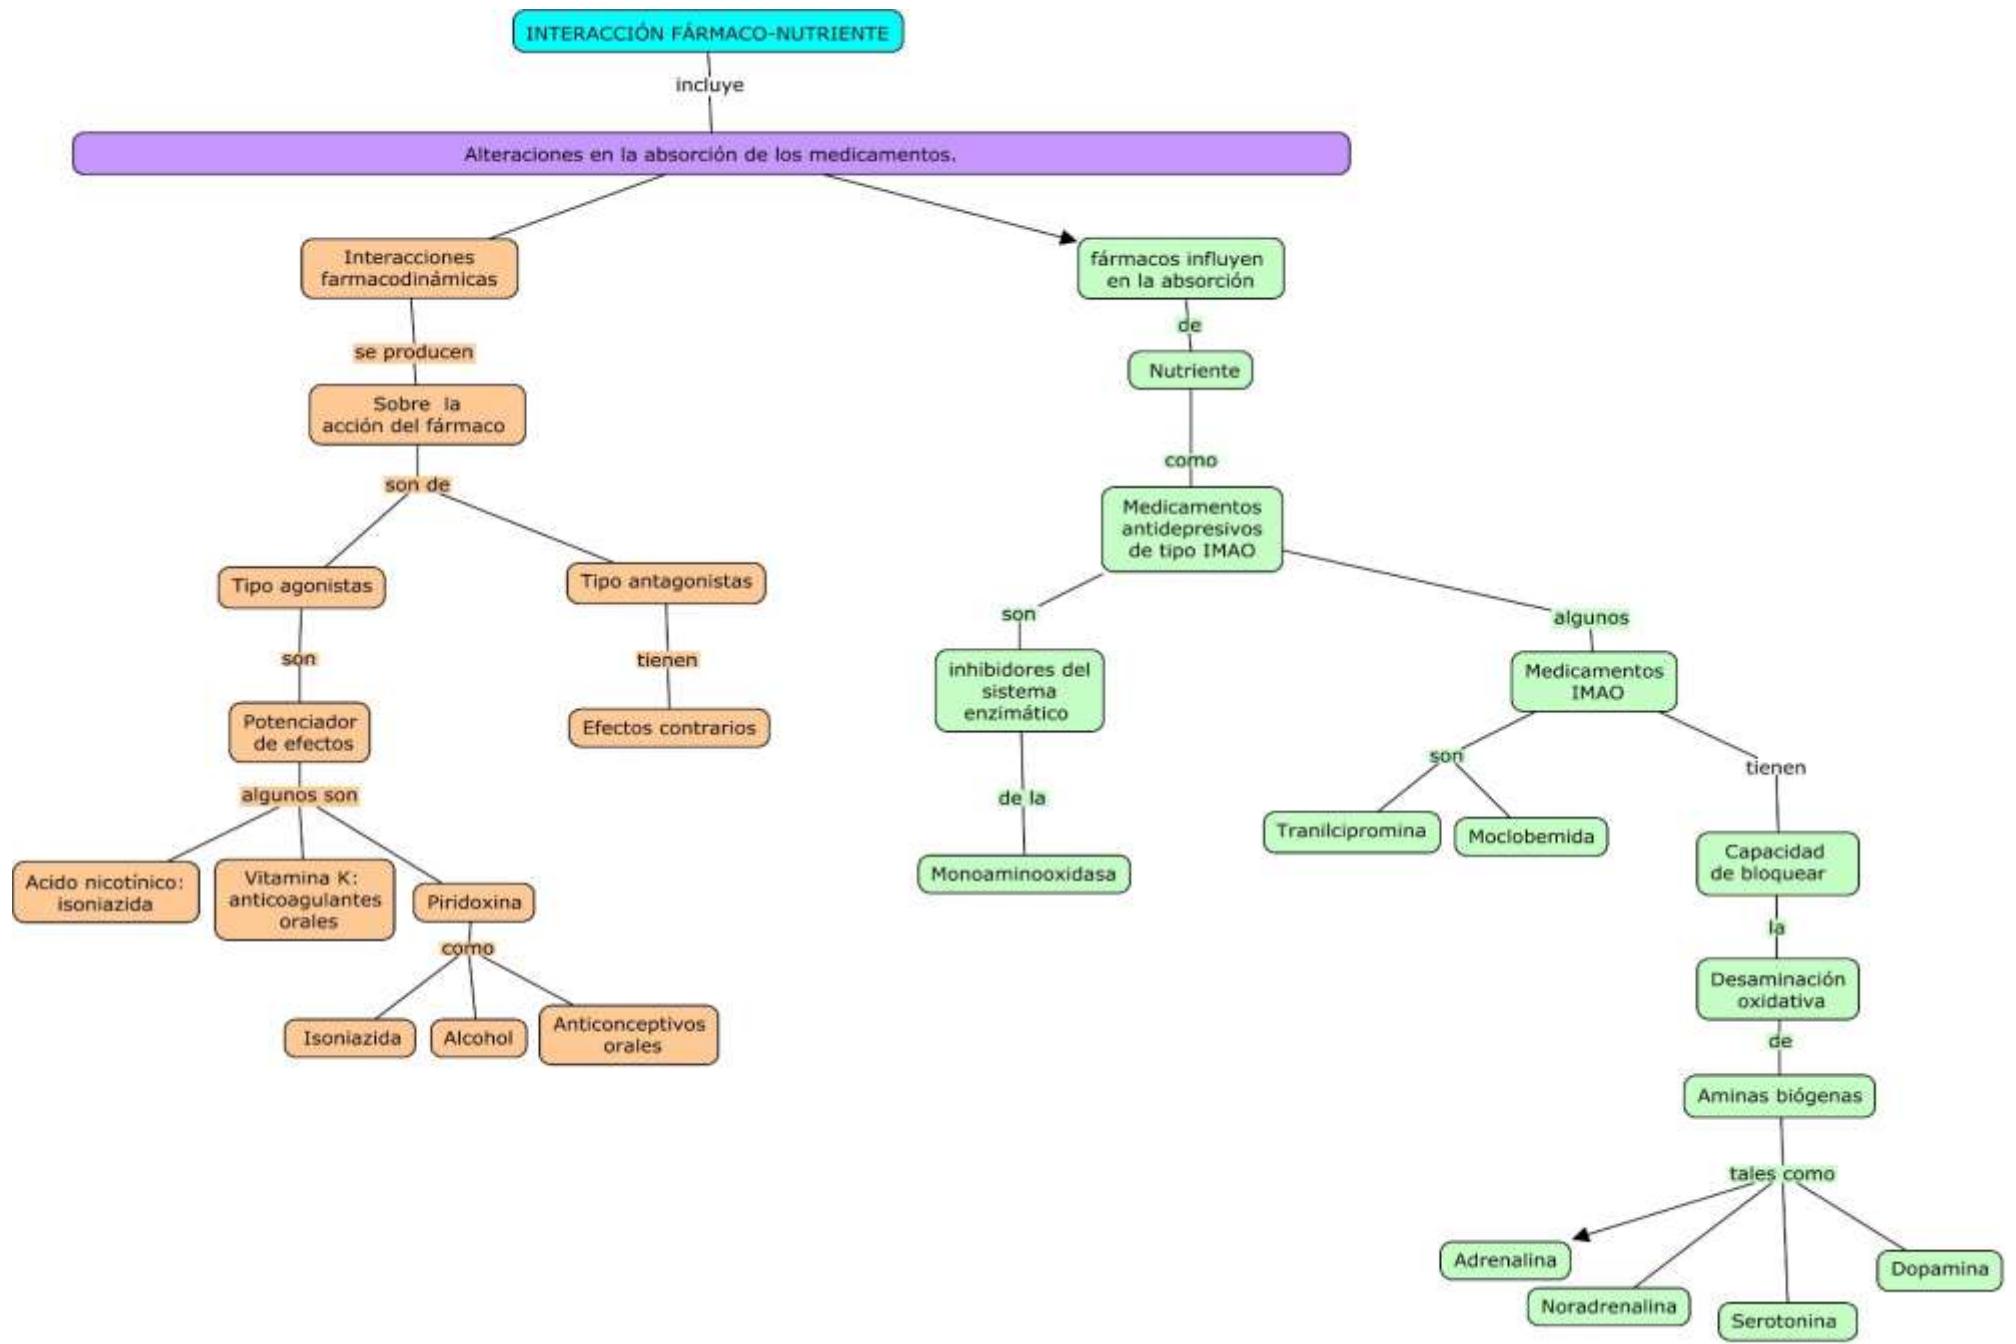 INTERACCIÓN FÁRMACO-NUTRIENTE
incluye
Alteraciones en la absorción de los medicamentos.
Interacciones
farmacodinámicas
se producen
Sobre la
acción del fármaco
son de
Tipo agonistas
Tipo antagonistas
son
tienen
Potenciador
de efectos
Efectos contrarios
algunos son
Acido nicotínico:
isoniazida
Vitamina K:
anticoagulantes
orales
Piridoxina
como
Isoniazida
Alcohol
Anticonceptivos
orales
fármacos influyen
en la absorción
de
Nutriente
como
Medicamentos
antidepresivos
de tipo IMAO
son
inhibidores del
sistema
enzimático
de la
Monoaminooxidasa
algunos
Medicamentos
IMAO
son
Tranilcipromina
Moclobemida
tienen
Capacidad
de bloquear
la
Desaminación
oxidativa
de
Aminas biógenas
tales como
Adrenalina
Noradrenalina
Serotonina
Dopamina